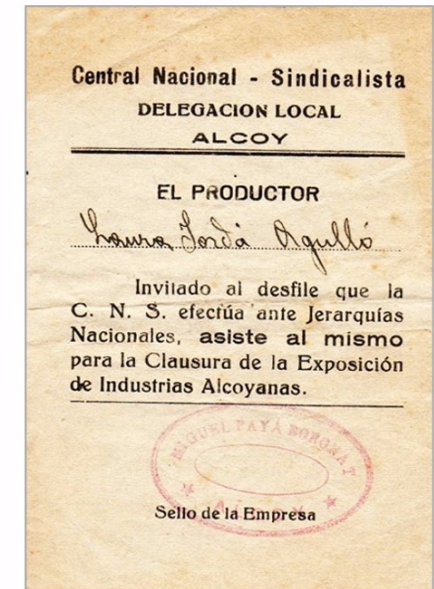 Central Nacional - Sindicalista
DELEGACION LOCAL
ALCOY
EL PRODUCTOR
Laura Jordá Agulló
Invitado al desfile que la
C. N. S. efectúa ante Jerarquías
Nacionales, asiste al mismo
para la Clausura de la Exposición
de Industrias Alcoyanas.
MIGUEL PAYÁ BORONAT
ALCOY
Sello de la Empresa